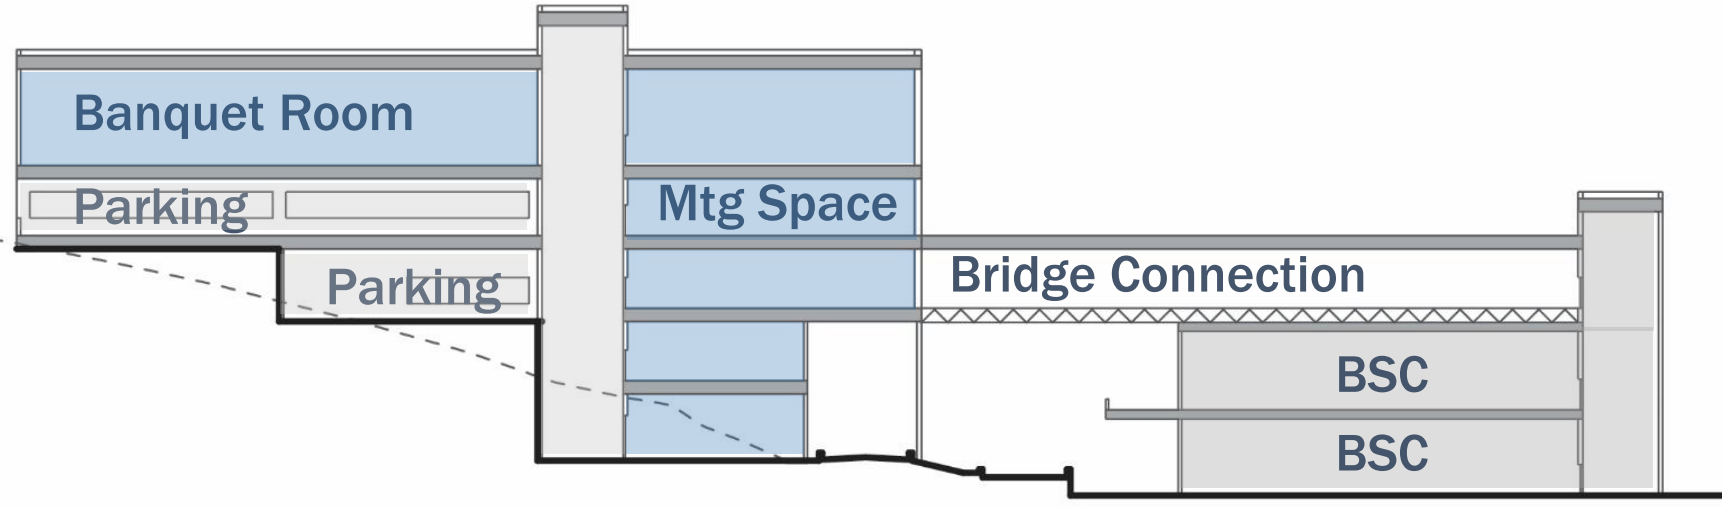 Banquet Room
Parking
Mtg Space
Parking
Bridge Connection
BSC
BSC